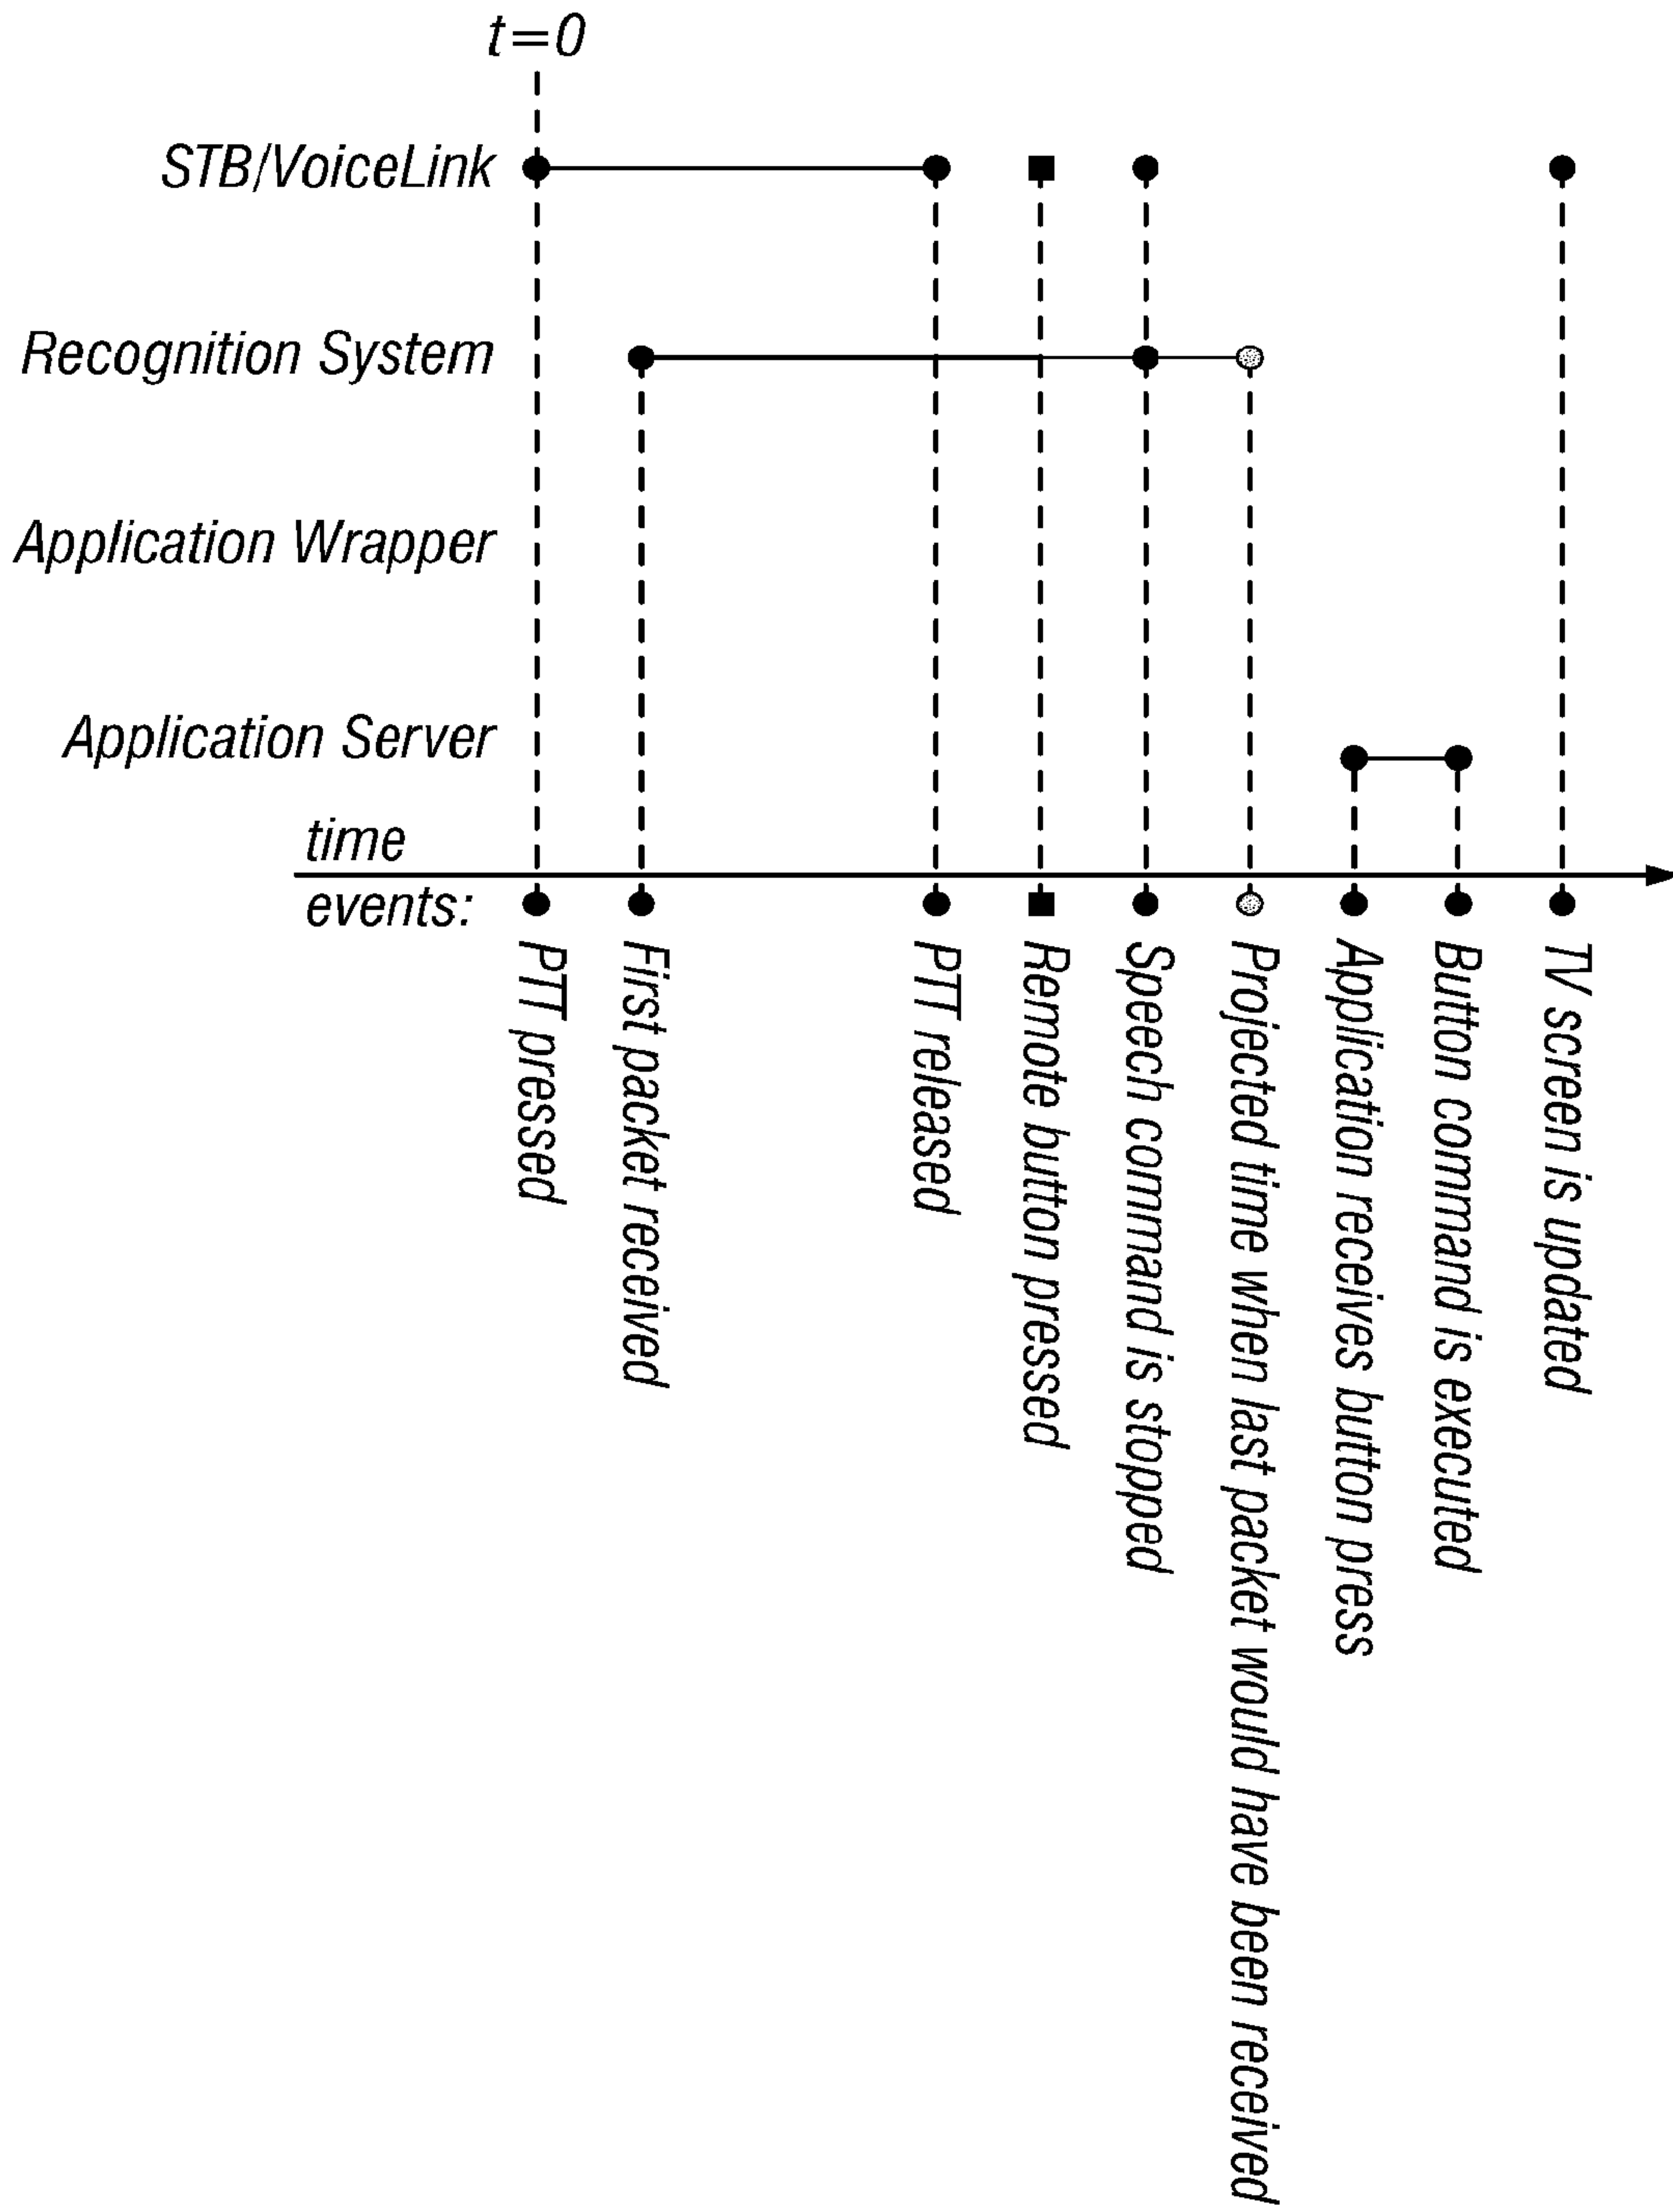 t=0
STB/VoiceLink
Recognition System
Application Wrapper
Application Server
time
events:
PTT pressed
First packet received
PTT released
Remote button pressed
Speech command is stopped
Projected time when last packet would have been received
Application receives button press
Button command is executed
TV screen is updated